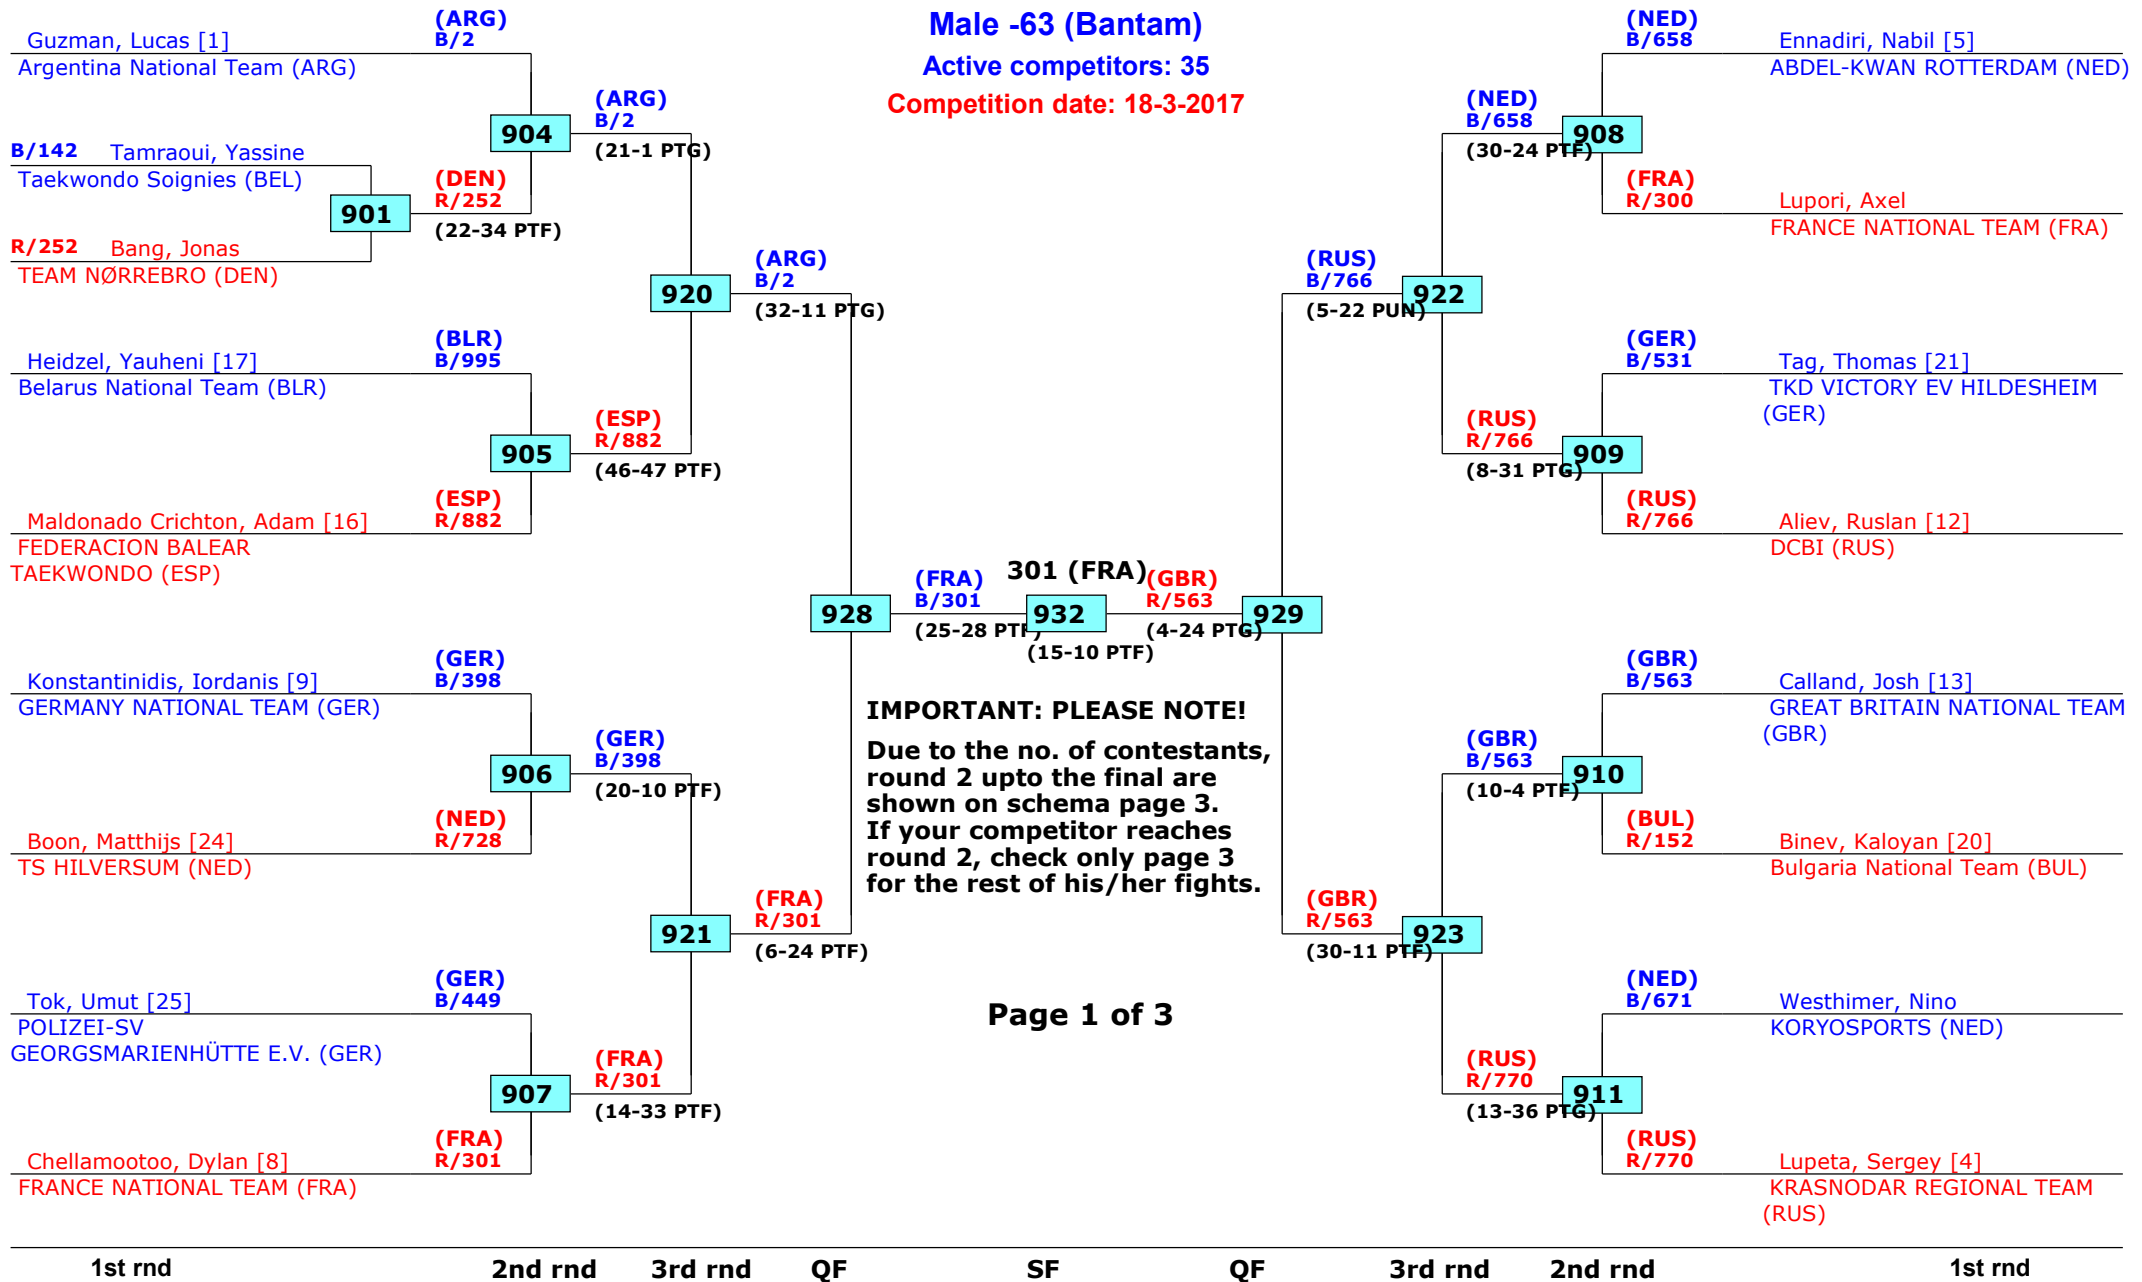 Male -63 (Bantam)
Active competitors: 35
Competition date: 18-3-2017
Guzman, Lucas [1]
Argentina National Team (ARG)
(ARG)
B/2
B/142 Tamraoui, Yassine
Taekwondo Soignies (BEL)
901
R/252 Bang, Jonas
TEAM NØRREBRO (DEN)
(DEN)
R/252
(22-34 PTF)
904
(ARG)
B/2
(21-1 PTG)
Heidzel, Yauheni [17]
Belarus National Team (BLR)
(BLR)
B/995
905
Maldonado Crichton, Adam [16]
FEDERACION BALEAR
TAEKWONDO (ESP)
(ESP)
R/882
(ESP)
R/882
(46-47 PTF)
920
(ARG)
B/2
(32-11 PTG)
Konstantinidis, Iordanis [9]
GERMANY NATIONAL TEAM (GER)
(GER)
B/398
906
Boon, Matthijs [24]
TS HILVERSUM (NED)
(NED)
R/728
(GER)
B/398
(20-10 PTF)
Tok, Umut [25]
POLIZEI-SV
GEORGSMARIENHÜTTE E.V. (GER)
(GER)
B/449
907
Chellamootoo, Dylan [8]
FRANCE NATIONAL TEAM (FRA)
(FRA)
R/301
(FRA)
R/301
(14-33 PTF)
921
(FRA)
R/301
(6-24 PTF)
928
(FRA)
B/301
(25-28 PTF)
301 (FRA)
932
(15-10 PTF)
(GBR)
R/563
(4-24 PTG)
929
IMPORTANT: PLEASE NOTE!
Due to the no. of contestants,
round 2 upto the final are
shown on schema page 3.
If your competitor reaches
round 2, check only page 3
for the rest of his/her fights.
Page 1 of 3
(RUS)
B/766
(5-22 PUN)
922
(NED)
B/658
(30-24 PTF)
908
(NED)
B/658
Ennadiri, Nabil [5]
ABDEL-KWAN ROTTERDAM (NED)
(FRA)
R/300
Lupori, Axel
FRANCE NATIONAL TEAM (FRA)
(RUS)
R/766
(8-31 PTG)
909
(GER)
B/531
Tag, Thomas [21]
TKD VICTORY EV HILDESHEIM
(GER)
(RUS)
R/766
Aliev, Ruslan [12]
DCBI (RUS)
(GBR)
R/563
(30-11 PTF)
923
(GBR)
B/563
(10-4 PTF)
910
(GBR)
B/563
Calland, Josh [13]
GREAT BRITAIN NATIONAL TEAM
(GBR)
(BUL)
R/152
Binev, Kaloyan [20]
Bulgaria National Team (BUL)
(RUS)
R/770
(13-36 PTG)
911
(NED)
B/671
Westhimer, Nino
KORYOSPORTS (NED)
(RUS)
R/770
Lupeta, Sergey [4]
KRASNODAR REGIONAL TEAM
(RUS)
1st rnd 2nd rnd 3rd rnd QF SF QF 3rd rnd 2nd rnd 1st rnd